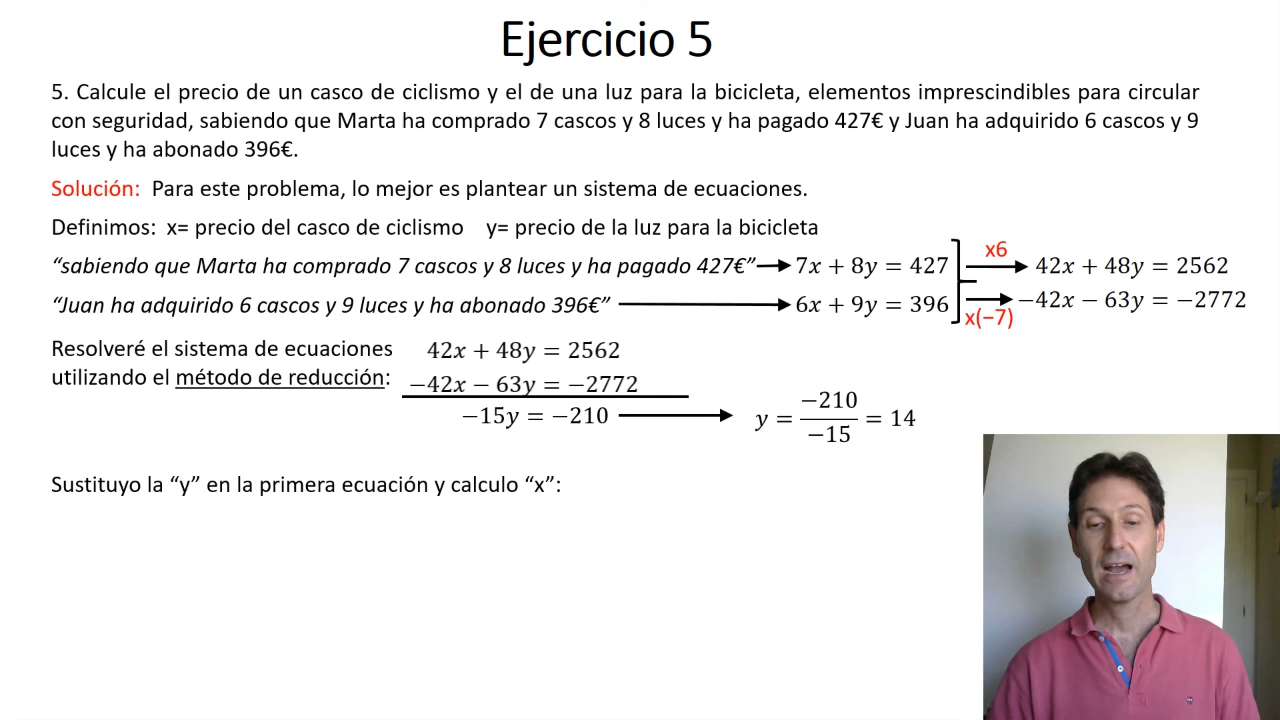 Ejercicio 5
5. Calcule el precio de un casco de ciclismo y el de una luz para la bicicleta, elementos imprescindibles para circular
con seguridad, sabiendo que Marta ha comprado 7 cascos y 8 luces y ha pagado 427€ y Juan ha adquirido 6 cascos y 9
luces y ha abonado 396€.
Solución: Para este problema, lo mejor es plantear un sistema de ecuaciones.
Definimos: x= precio del casco de ciclismo y= precio de la luz para la bicicleta
“sabiendo que Marta ha comprado 7 cascos y 8 luces y ha pagado 427€” 7x + 8y = 427 x6 42x + 48y = 2562
“Juan ha adquirido 6 cascos y 9 luces y ha abonado 396€” 6x + 9y = 396 x(−7) −42x − 63y = −2772
Resolveré el sistema de ecuaciones 42x + 48y = 2562
utilizando el método de reducción: −42x − 63y = −2772
−15y = −210 y = −210/−15 = 14
Sustituyo la “y” en la primera ecuación y calculo “x”: